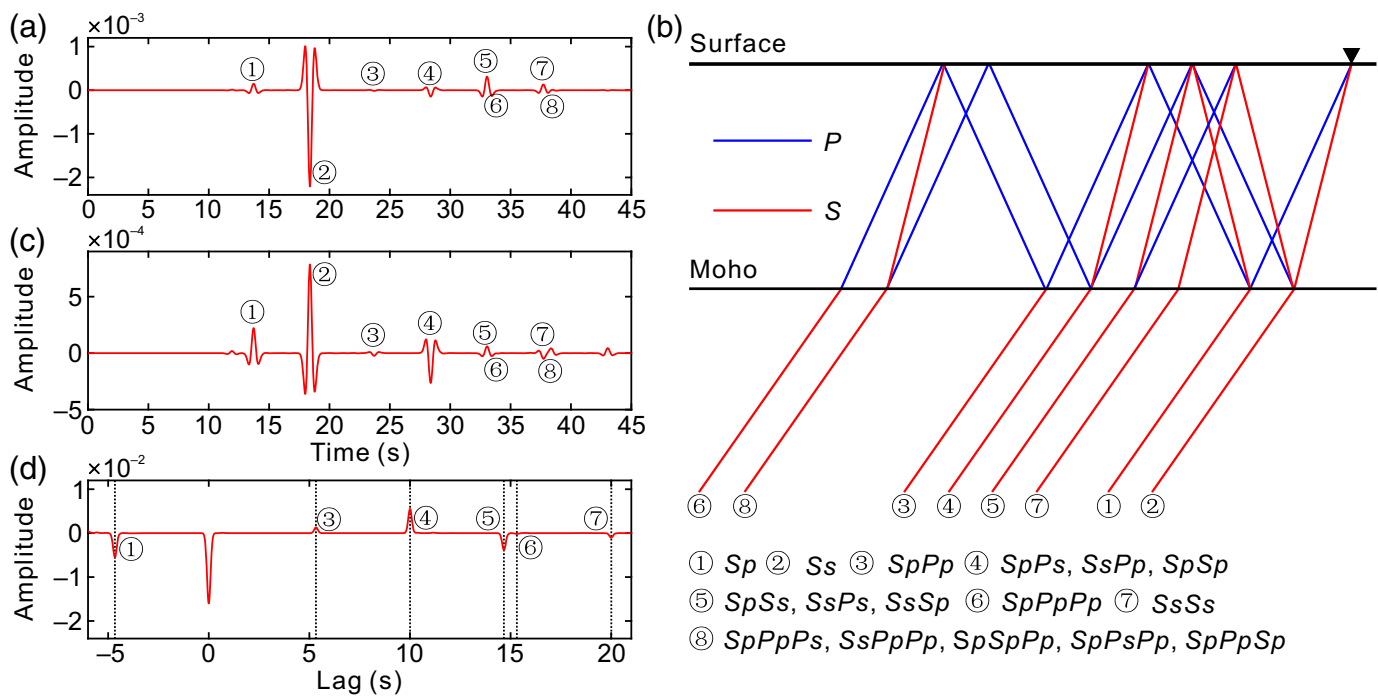 (a)
×10⁻³
Amplitude
1
0
−1
−2
① ② ③ ④ ⑤ ⑥ ⑦ ⑧
0 5 10 15 20 25 30 35 40 45
(c)
×10⁻⁴
Amplitude
5
0
−5
① ② ③ ④ ⑤ ⑥ ⑦ ⑧
0 5 10 15 20 25 30 35 40 45
Time (s)
(d)
×10⁻²
Amplitude
1
0
−1
−2
① ③ ④ ⑤ ⑥ ⑦
−5 0 5 10 15 20
Lag (s)
(b)
Surface
P
S
Moho
⑥ ⑧ ③ ④ ⑤ ⑦ ① ②
① Sp ② Ss ③ SpPp ④ SpPs, SsPp, SpSp
⑤ SpSs, SsPs, SsSp ⑥ SpPpPp ⑦ SsSs
⑧ SpPpPs, SsPpPp, SpSpPp, SpPsPp, SpPpSp